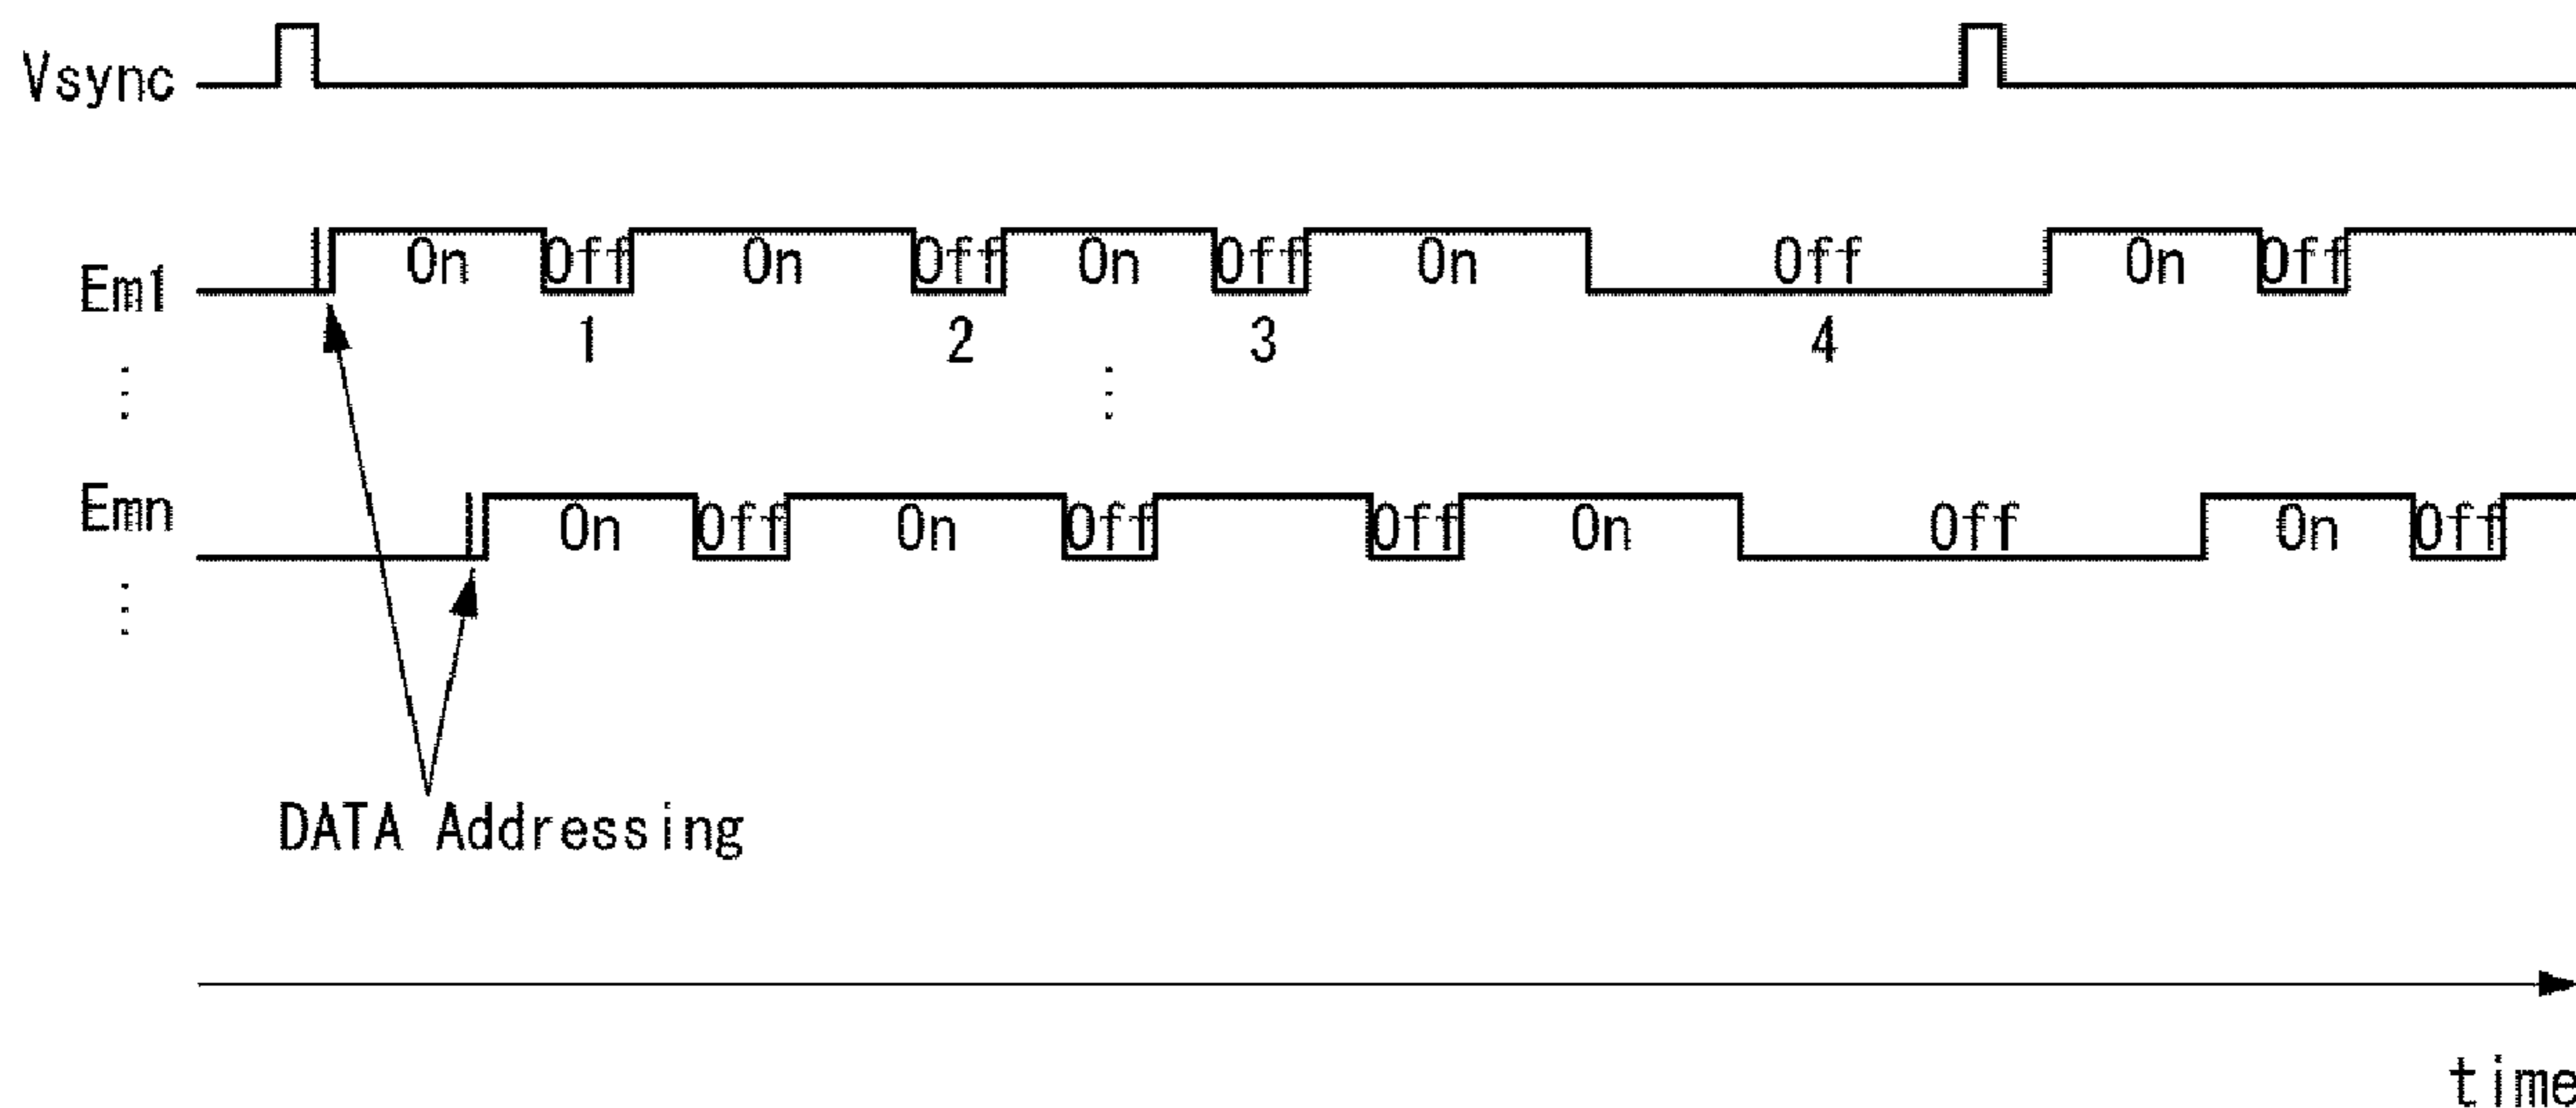 Vsync
Em1 On Off On Off On Off On Off On Off
1 2 3 4
Emn On Off On Off Off On Off On Off
DATA Addressing
time